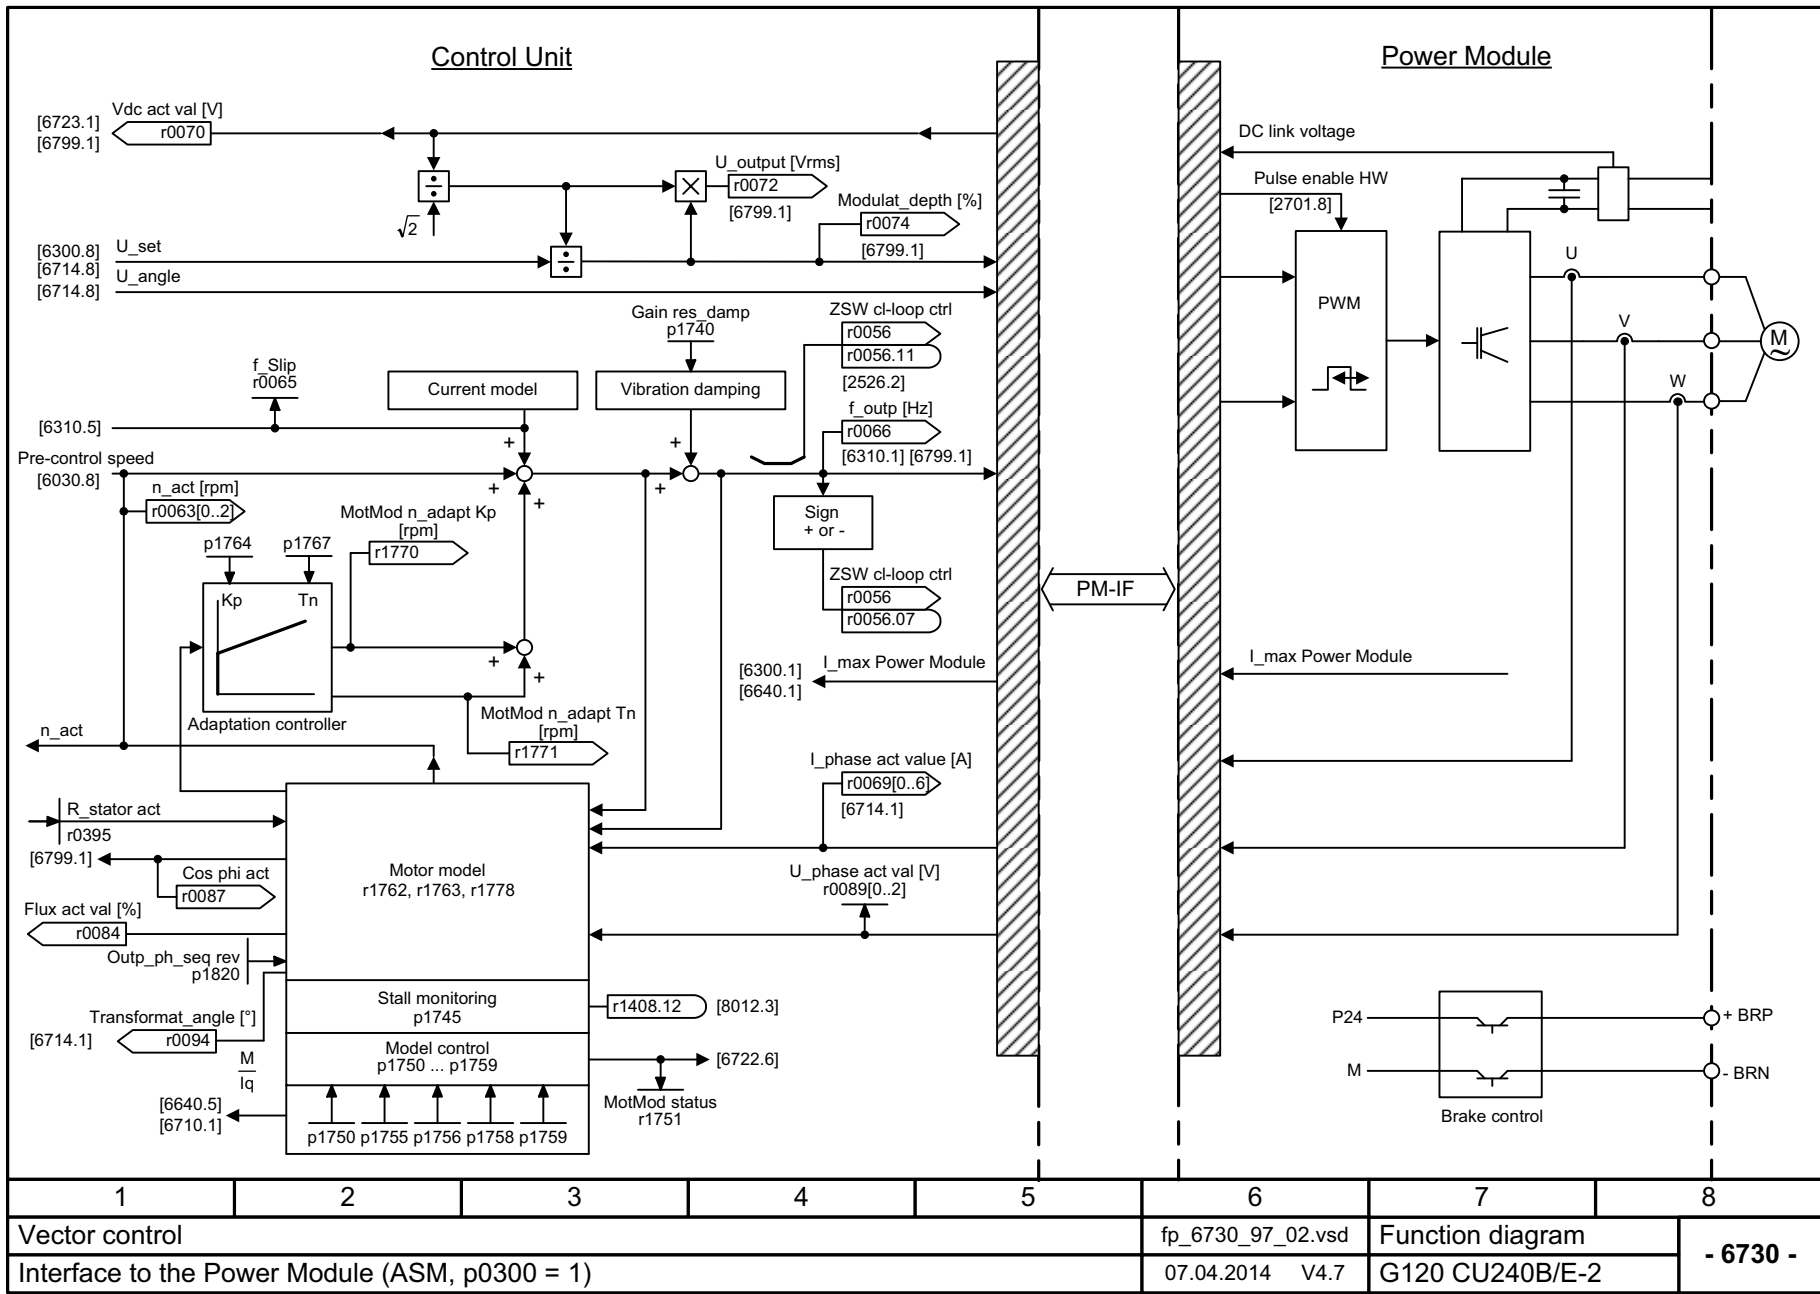 Control Unit
Power Module
Vdc act val [V]
[6723.1]
[6799.1]
r0070
÷
√2
×
U_output [Vrms]
r0072
[6799.1]
Modulat_depth [%]
r0074
[6799.1]
[6300.8]
[6714.8]
U_set
÷
[6714.8]
U_angle
DC link voltage
Pulse enable HW
[2701.8]
PWM
U
V
W
M
~
Gain res_damp
p1740
ZSW cl-loop ctrl
r0056
r0056.11
[2526.2]
f_Slip
r0065
Current model
Vibration damping
f_outp [Hz]
r0066
[6310.1] [6799.1]
[6310.5]
+
+
Pre-control speed
[6030.8]
+
+
+
n_act [rpm]
r0063[0..2]
MotMod n_adapt Kp
[rpm]
r1770
Sign
+ or -
p1764
p1767
Kp
Tn
ZSW cl-loop ctrl
r0056
r0056.07
PM-IF
+
+
Adaptation controller
[6300.1]
[6640.1]
I_max Power Module
I_max Power Module
MotMod n_adapt Tn
[rpm]
r1771
n_act
I_phase act value [A]
r0069[0..6]
[6714.1]
R_stator act
r0395
[6799.1]
Cos phi act
r0087
Motor model
r1762, r1763, r1778
U_phase act val [V]
r0089[0..2]
Flux act val [%]
r0084
Outp_ph_seq rev
p1820
Stall monitoring
p1745
r1408.12
[8012.3]
Transformat_angle [°]
[6714.1]
r0094
Model control
p1750 ... p1759
[6722.6]
MotMod status
r1751
M
Iq
[6640.5]
[6710.1]
p1750 p1755 p1756 p1758 p1759
P24
+ BRP
M
- BRN
Brake control
1 2 3 4 5 6 7 8
Vector control
fp_6730_97_02.vsd
Function diagram
- 6730 -
Interface to the Power Module (ASM, p0300 = 1)
07.04.2014 V4.7
G120 CU240B/E-2